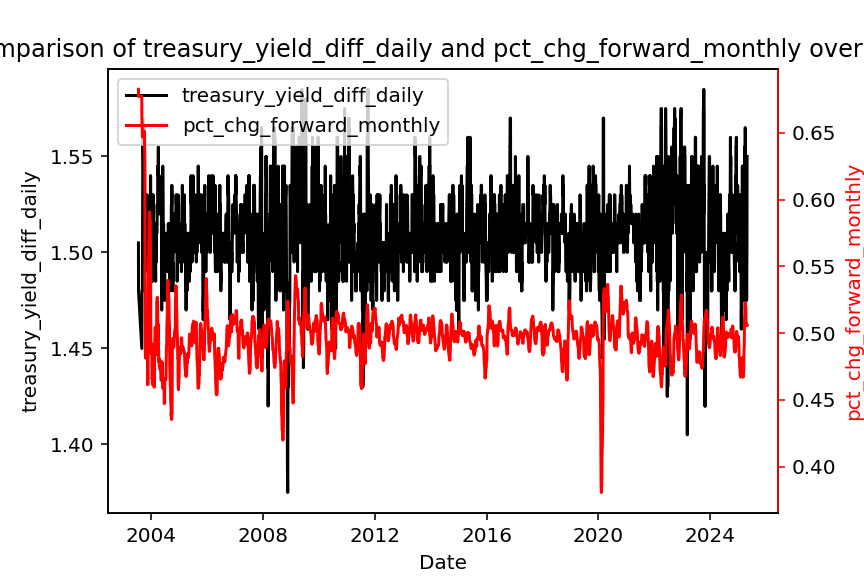 mparison of treasury_yield_diff_daily and pct_chg_forward_monthly over
treasury_yield_diff_daily
pct_chg_forward_monthly
treasury_yield_diff_daily
1.55
1.50
1.45
1.40
0.65
0.60
0.55
0.50
0.45
0.40
pct_chg_forward_monthly
2004 2008 2012 2016 2020 2024
Date